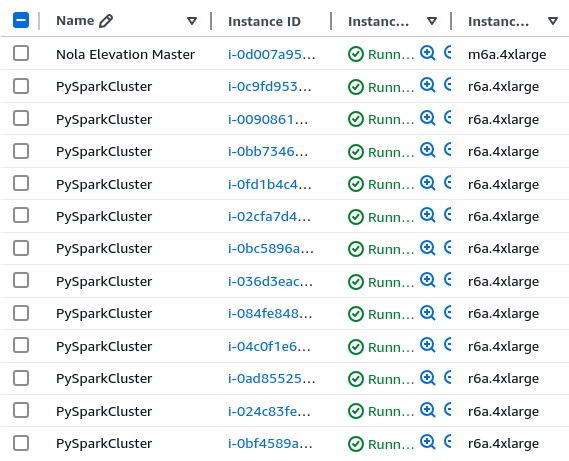 Name Instance ID Instanc... Instanc...
Nola Elevation Master i-0d007a95... Runn... m6a.4xlarge
PySparkCluster i-0c9fd953... Runn... r6a.4xlarge
PySparkCluster i-0090861... Runn... r6a.4xlarge
PySparkCluster i-0bb7346... Runn... r6a.4xlarge
PySparkCluster i-0fd1b4c4... Runn... r6a.4xlarge
PySparkCluster i-02cfa7d4... Runn... r6a.4xlarge
PySparkCluster i-0bc5896a... Runn... r6a.4xlarge
PySparkCluster i-036d3eac... Runn... r6a.4xlarge
PySparkCluster i-084fe848... Runn... r6a.4xlarge
PySparkCluster i-04c0f1e6... Runn... r6a.4xlarge
PySparkCluster i-0ad85525... Runn... r6a.4xlarge
PySparkCluster i-024c83fe... Runn... r6a.4xlarge
PySparkCluster i-0bf4589a... Runn... r6a.4xlarge